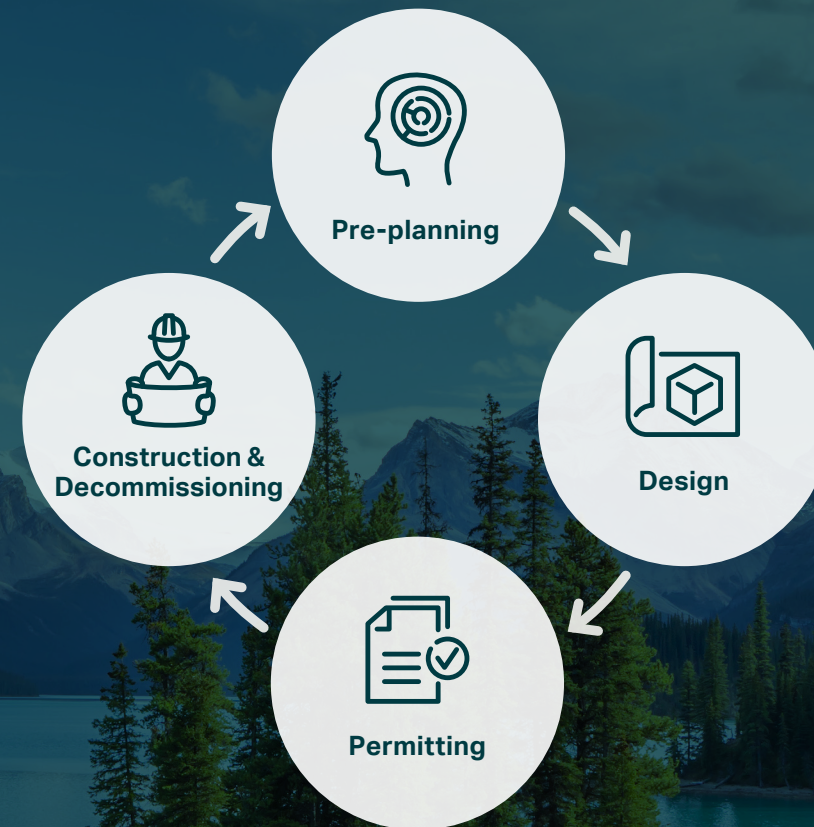 Pre-planning
Design
Permitting
Construction &
Decommissioning